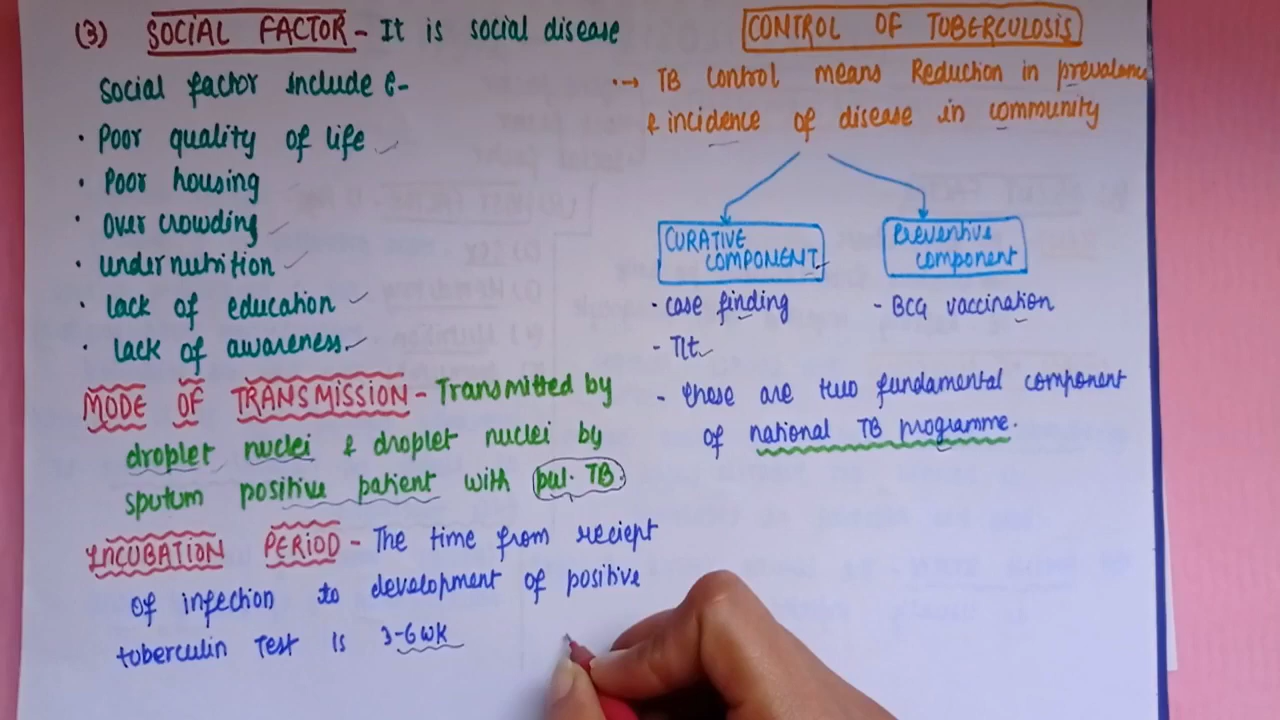 (3) SOCIAL FACTOR - It is social disease
Social factor include :-
· Poor quality of life
· Poor housing
· Over crowding
· undernutrition
· lack of education
· lack of awareness
MODE OF TRANSMISSION - Transmitted by
droplet nuclei & droplet nuclei by
sputum positive patient with pul. TB.
INCUBATION PERIOD - The time from reciept
of infection to development of positive
tuberculin Test is 3-6 wk
CONTROL OF TUBERCULOSIS
·→ TB control means Reduction in prevalence
& incidence of disease in community
CURATIVE
COMPONENT
- case finding
- Tlt
Preventive
component
- BCG vaccination
- these are two fundamental component
of national TB programme.